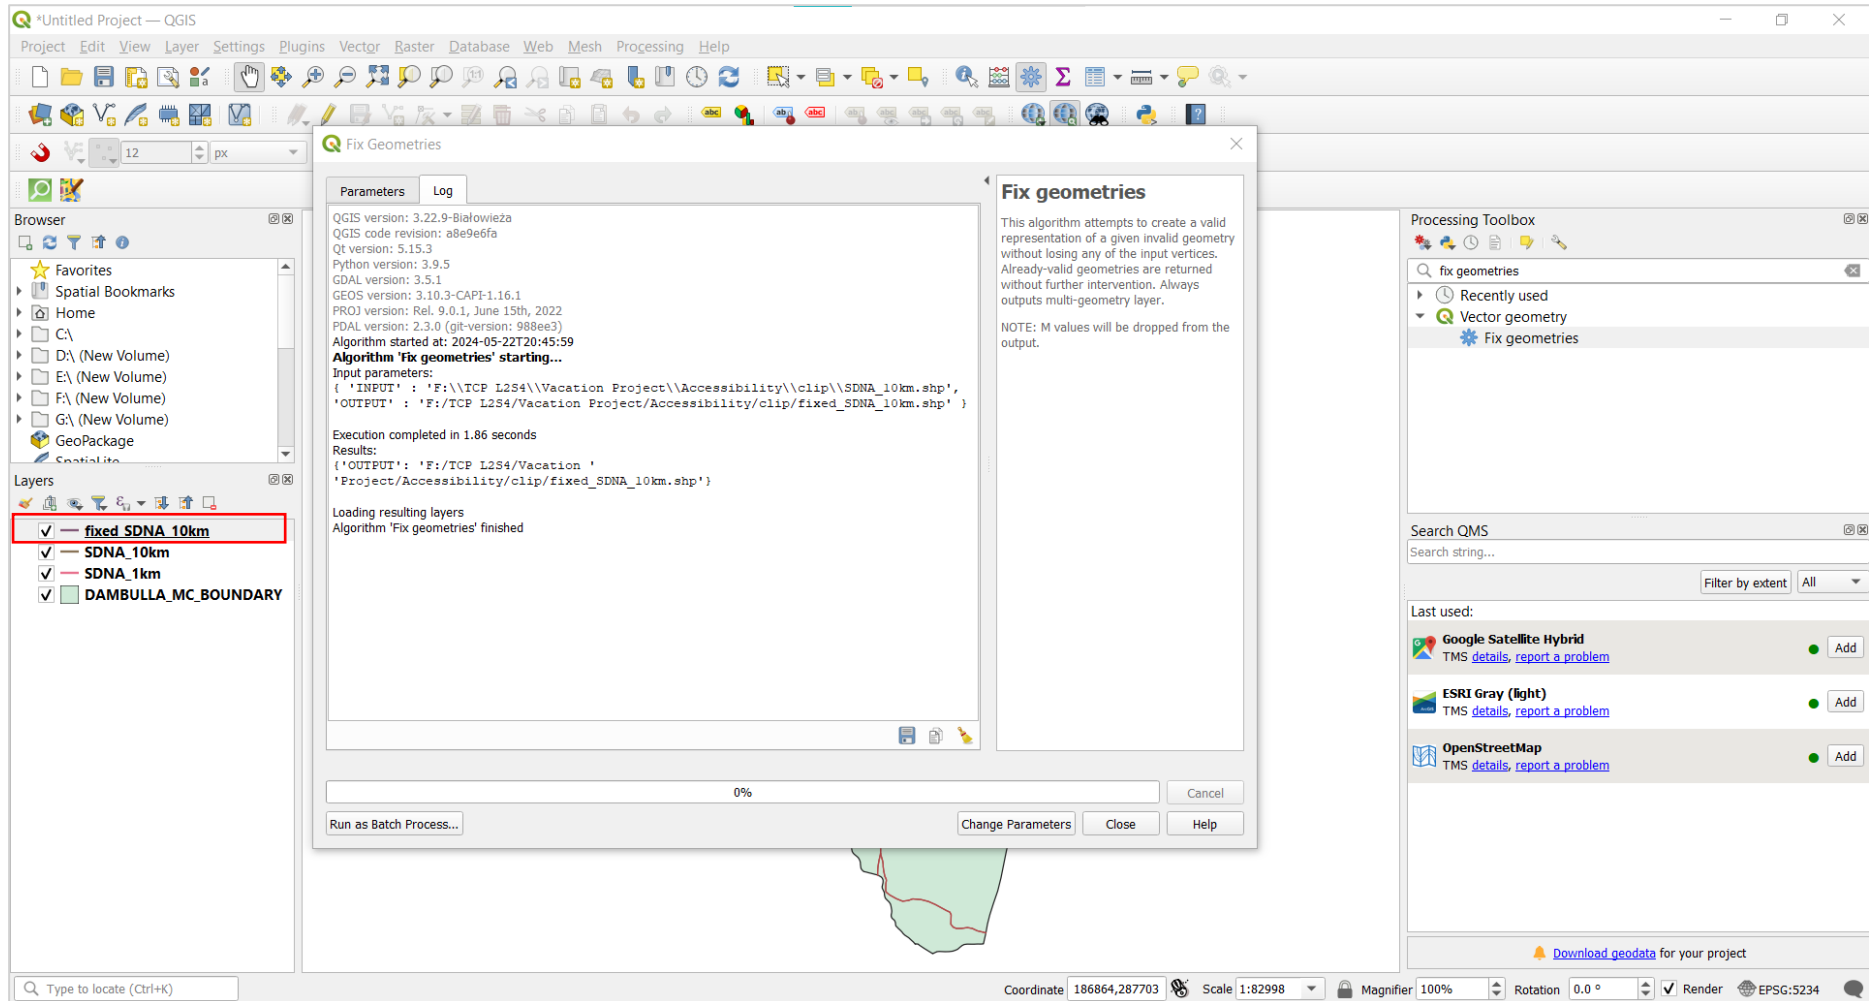 *Untitled Project — QGIS
Project Edit View Layer Settings Plugins Vector Raster Database Web Mesh Processing Help
12 px
Fix Geometries
Parameters Log
QGIS version: 3.22.9-Białowieża
QGIS code revision: a8e9e6fa
Qt version: 5.15.3
Python version: 3.9.5
GDAL version: 3.5.1
GEOS version: 3.10.3-CAPI-1.16.1
PROJ version: Rel. 9.0.1, June 15th, 2022
PDAL version: 2.3.0 (git-version: 988ee3)
Algorithm started at: 2024-05-22T20:45:59
Algorithm 'Fix geometries' starting...
Input parameters:
{ 'INPUT' : 'F:\\TCP L2S4\\Vacation Project\\Accessibility\\clip\\SDNA_10km.shp',
'OUTPUT' : 'F:/TCP L2S4/Vacation Project/Accessibility/clip/fixed_SDNA_10km.shp' }
Execution completed in 1.86 seconds
Results:
{'OUTPUT': 'F:/TCP L2S4/Vacation '
'Project/Accessibility/clip/fixed_SDNA_10km.shp'}
Loading resulting layers
Algorithm 'Fix geometries' finished
Fix geometries
This algorithm attempts to create a valid
representation of a given invalid geometry
without losing any of the input vertices.
Already-valid geometries are returned
without further intervention. Always
outputs multi-geometry layer.
NOTE: M values will be dropped from the
output.
0%
Cancel
Run as Batch Process...
Change Parameters
Close
Help
Browser
Favorites
Spatial Bookmarks
Home
C:\
D:\ (New Volume)
E:\ (New Volume)
F:\ (New Volume)
G:\ (New Volume)
GeoPackage
SpatiaLite
Layers
fixed_SDNA_10km
SDNA_10km
SDNA_1km
DAMBULLA_MC_BOUNDARY
Processing Toolbox
fix geometries
Recently used
Vector geometry
Fix geometries
Search QMS
Search string...
Filter by extent All
Last used:
Google Satellite Hybrid
TMS details, report a problem
Add
ESRI Gray (light)
TMS details, report a problem
Add
OpenStreetMap
TMS details, report a problem
Add
Download geodata for your project
Type to locate (Ctrl+K)
Coordinate 186864,287703 Scale 1:82998 Magnifier 100% Rotation 0.0 ° Render EPSG:5234